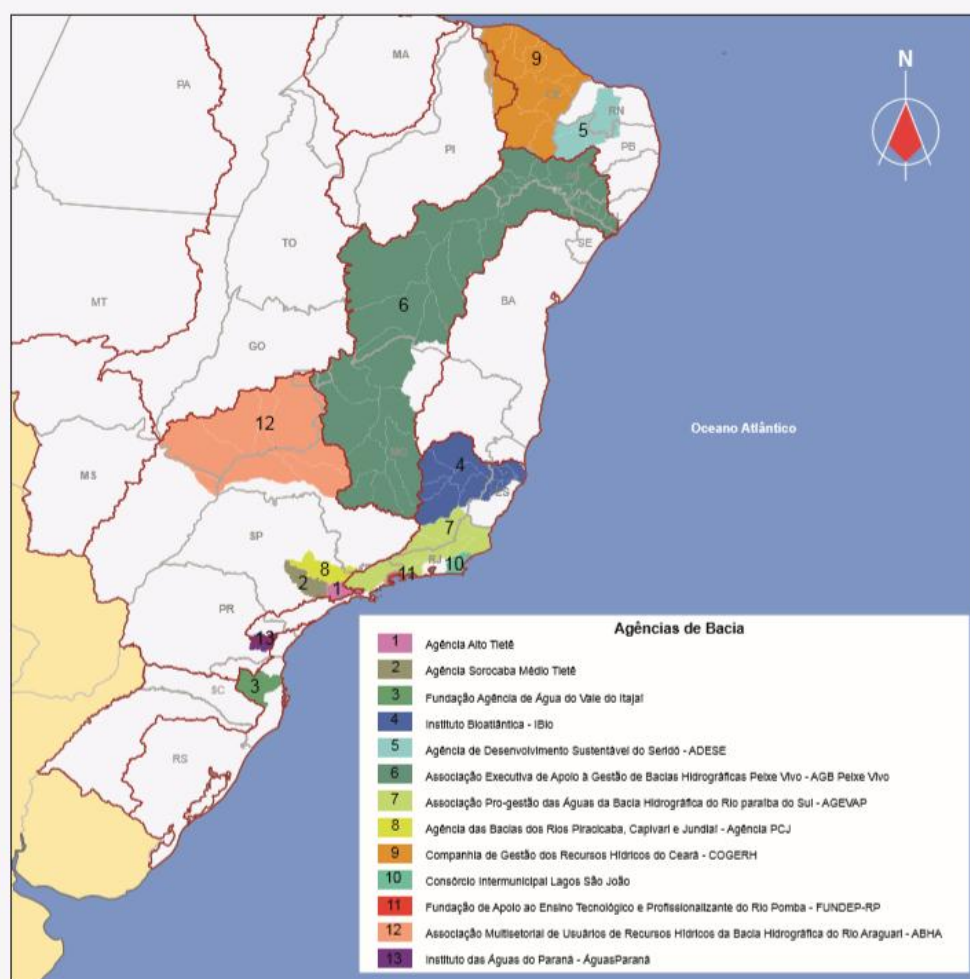 N
MA
PA
9
CE
RN
5
PI
PB
TO
SE
6
BA
MT
GO
12
MG
Oceano Atlântico
MS
4
ES
7
SP
RJ
10
8
11
2
1
PR
13
SC
3
RS
Agências de Bacia
1 Agência Alto Tietê
2 Agência Sorocaba Médio Tietê
3 Fundação Agência de Água do Vale do Itajaí
4 Instituto Bioatlântica - IBio
5 Agência de Desenvolvimento Sustentável do Seridó - ADESE
6 Associação Executiva de Apoio à Gestão de Bacias Hidrográficas Peixe Vivo - AGB Peixe Vivo
7 Associação Pro-gestão das Águas da Bacia Hidrográfica do Rio paraíba do Sul - AGEVAP
8 Agência das Bacias dos Rios Piracicaba, Capivari e Jundiaí - Agência PCJ
9 Companhia de Gestão dos Recursos Hídricos do Ceará - COGERH
10 Consórcio Intermunicipal Lagos São João
11 Fundação de Apoio ao Ensino Tecnológico e Profissionalizante do Rio Pomba - FUNDEP-RP
12 Associação Multisetorial de Usuários de Recursos Hídricos da Bacia Hidrográfica do Rio Araguari - ABHA
13 Instituto das Águas do Paraná - ÁguasParaná